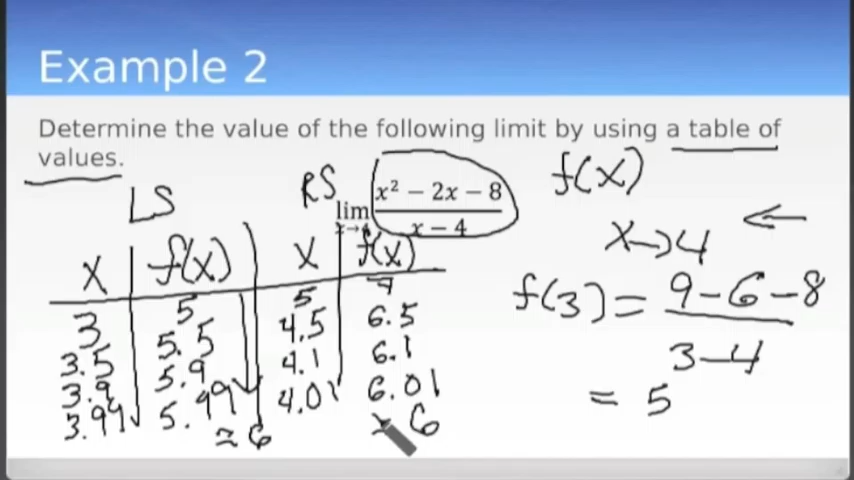 Example 2
Determine the value of the following limit by using a table of
values.
LS
RS
lim x→4 (x² − 2x − 8)/(x − 4)
f(x)
x→4 ←
x | f(x) | x | f(x)
3 | 5 | 5 | 7
3.5 | 5.5 | 4.5 | 6.5
3.9 | 5.9 | 4.1 | 6.1
3.99 | 5.99 | 4.01 | 6.01
≈ 6
≈ 6
f(3) = (9 − 6 − 8)/(3 − 4)
= 5